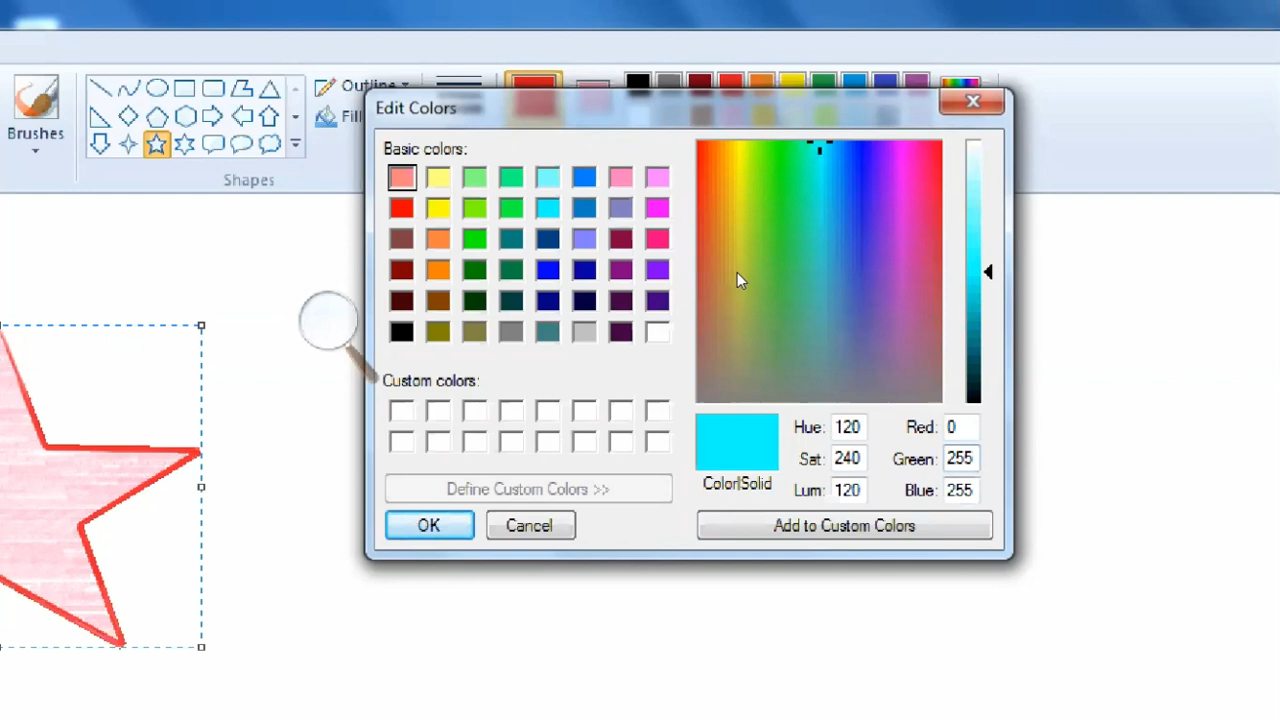 Outline
Fill
Brushes
Shapes
Edit Colors
Basic colors:
Custom colors:
Define Custom Colors >>
OK
Cancel
Color|Solid
Hue: 120
Sat: 240
Lum: 120
Red: 0
Green: 255
Blue: 255
Add to Custom Colors